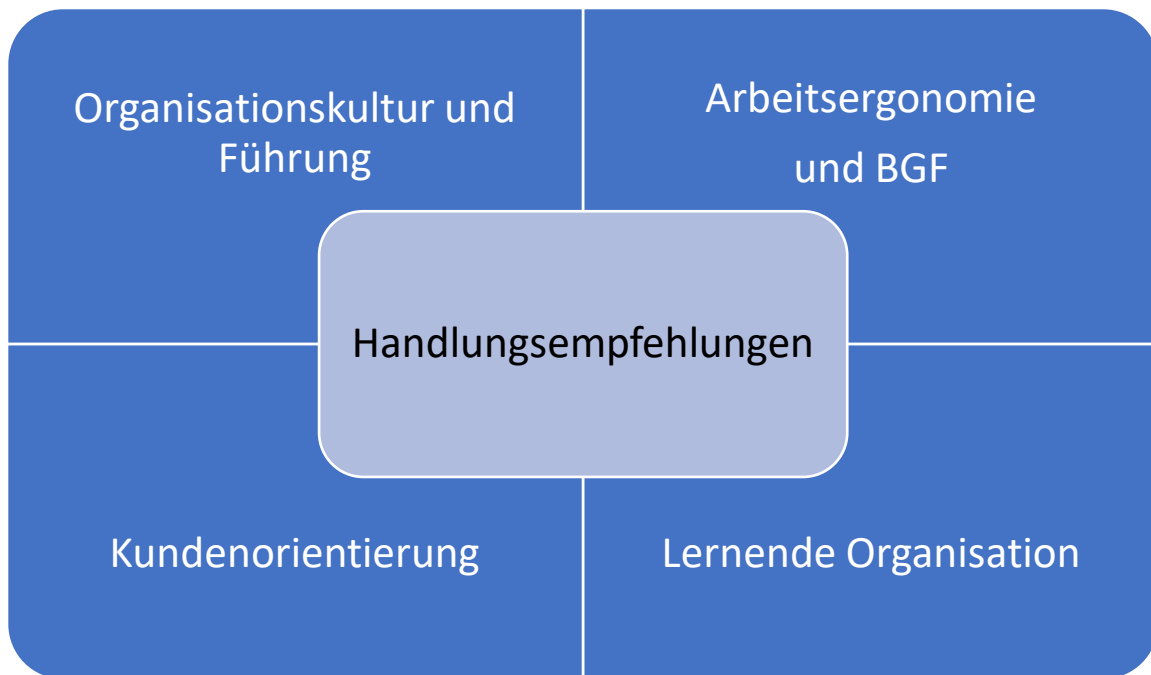 Organisationskultur und
Führung
Arbeitsergonomie
und BGF
Handlungsempfehlungen
Kundenorientierung
Lernende Organisation